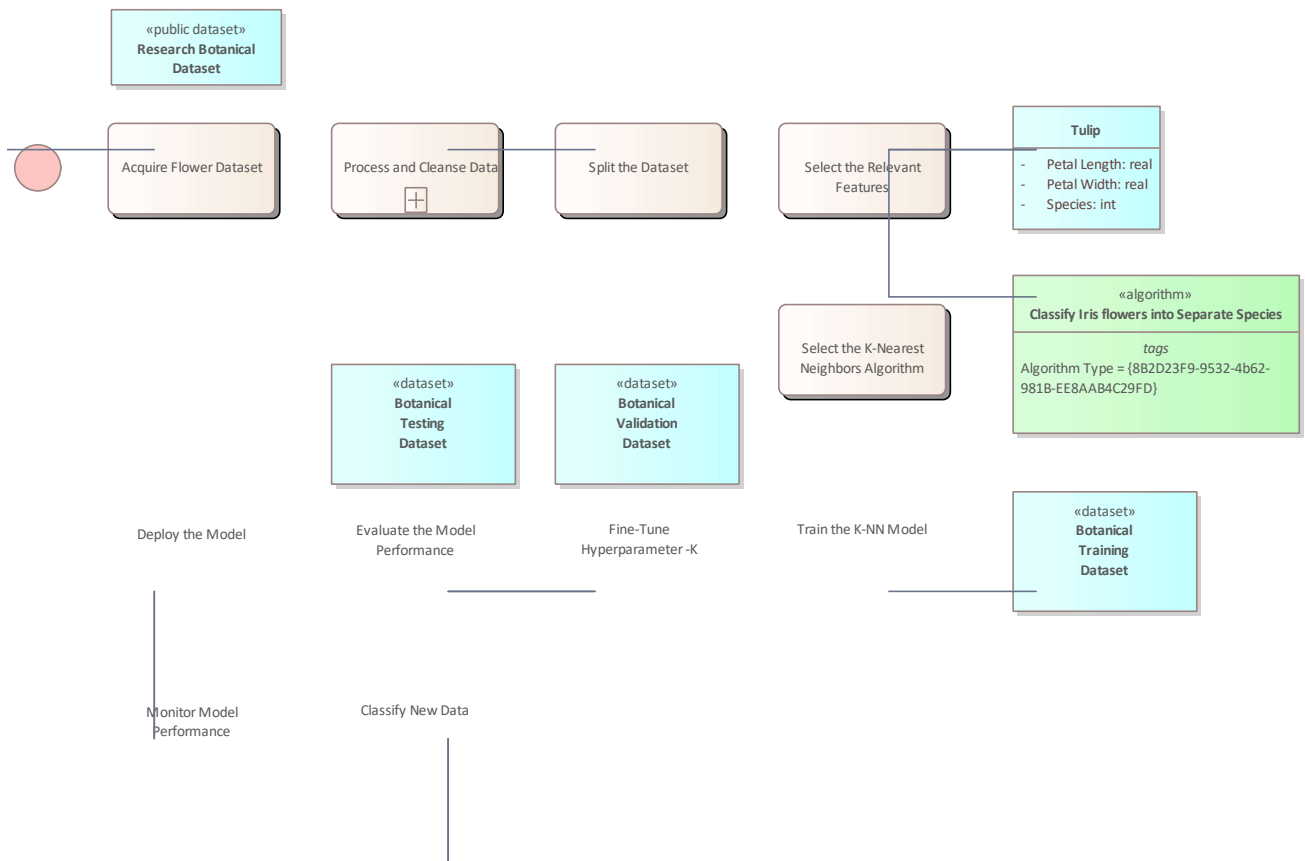 «public dataset»
Research Botanical
Dataset
Acquire Flower Dataset
Process and Cleanse Data
Split the Dataset
Select the Relevant
Features
Tulip
- Petal Length: real
- Petal Width: real
- Species: int
«algorithm»
Classify Iris flowers into Separate Species
tags
Algorithm Type = {8B2D23F9-9532-4b62-
981B-EE8AAB4C29FD}
Select the K-Nearest
Neighbors Algorithm
«dataset»
Botanical
Testing
Dataset
«dataset»
Botanical
Validation
Dataset
«dataset»
Botanical
Training
Dataset
Deploy the Model
Evaluate the Model
Performance
Fine-Tune
Hyperparameter -K
Train the K-NN Model
Monitor Model
Performance
Classify New Data